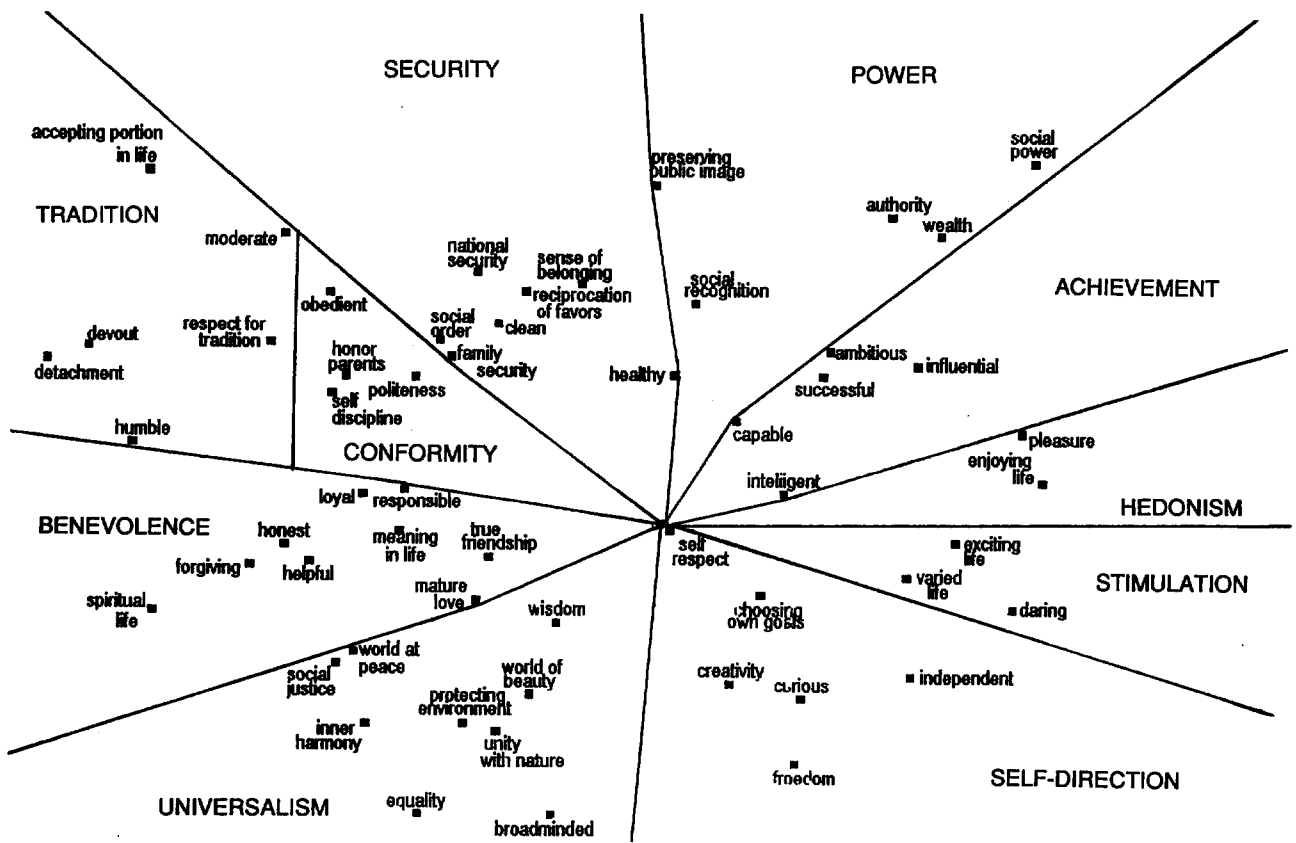 SECURITY
POWER
accepting portion
in life
social
power
preserving
public image
TRADITION
authority
wealth
moderate
national
security
sense of
belonging
social
recognition
ACHIEVEMENT
obedient
reciprocation
of favors
respect for
tradition
social
order
clean
devout
detachment
honor
parents
family
security
healthy
ambitious
influential
successful
politeness
self
discipline
humble
capable
pleasure
CONFORMITY
enjoying
life
intelligent
loyal
responsible
HEDONISM
BENEVOLENCE
honest
meaning
in life
true
friendship
self
respect
exciting
life
forgiving
helpful
varied
life
STIMULATION
spiritual
life
mature
love
wisdom
choosing
own goals
daring
world at
peace
social
justice
world of
beauty
creativity
curious
independent
protecting
environment
inner
harmony
unity
with nature
freedom
SELF-DIRECTION
UNIVERSALISM
equality
broadminded